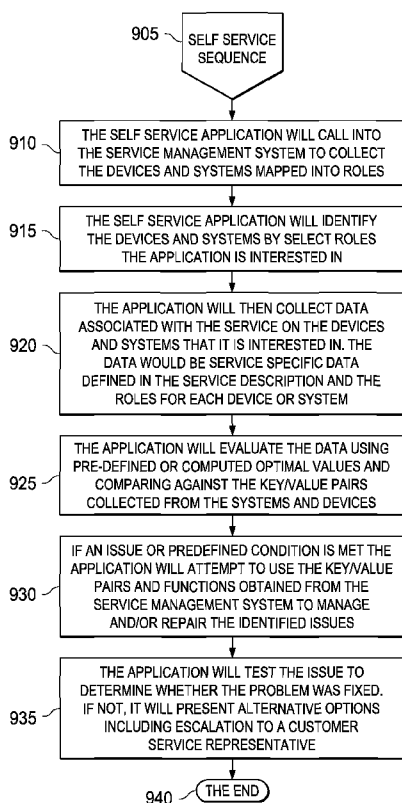 905
SELF SERVICE
SEQUENCE
910
THE SELF SERVICE APPLICATION WILL CALL INTO
THE SERVICE MANAGEMENT SYSTEM TO COLLECT
THE DEVICES AND SYSTEMS MAPPED INTO ROLES
915
THE SELF SERVICE APPLICATION WILL IDENTIFY
THE DEVICES AND SYSTEMS BY SELECT ROLES
THE APPLICATION IS INTERESTED IN
920
THE APPLICATION WILL THEN COLLECT DATA
ASSOCIATED WITH THE SERVICE ON THE DEVICES
AND SYSTEMS THAT IT IS INTERESTED IN. THE
DATA WOULD BE SERVICE SPECIFIC DATA
DEFINED IN THE SERVICE DESCRIPTION AND THE
ROLES FOR EACH DEVICE OR SYSTEM
925
THE APPLICATION WILL EVALUATE THE DATA USING
PRE-DEFINED OR COMPUTED OPTIMAL VALUES AND
COMPARING AGAINST THE KEY/VALUE PAIRS
COLLECTED FROM THE SYSTEMS AND DEVICES
930
IF AN ISSUE OR PREDEFINED CONDITION IS MET THE
APPLICATION WILL ATTEMPT TO USE THE KEY/VALUE
PAIRS AND FUNCTIONS OBTAINED FROM THE
SERVICE MANAGEMENT SYSTEM TO MANAGE
AND/OR REPAIR THE IDENTIFIED ISSUES
935
THE APPLICATION WILL TEST THE ISSUE TO
DETERMINE WHETHER THE PROBLEM WAS FIXED.
IF NOT, IT WILL PRESENT ALTERNATIVE OPTIONS
INCLUDING ESCALATION TO A CUSTOMER
SERVICE REPRESENTATIVE
940
THE END